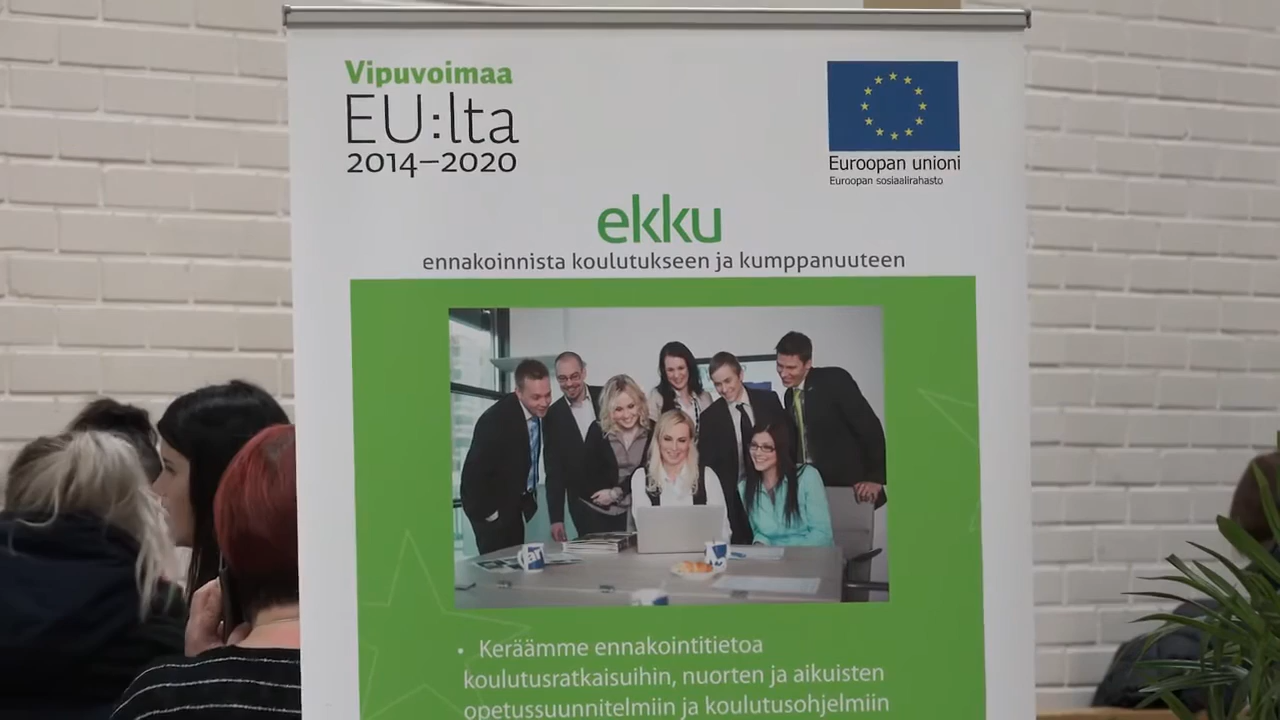 Vipuvoimaa
EU:lta
2014–2020
Euroopan unioni
Euroopan sosiaalirahasto
ekku
ennakoinnista koulutukseen ja kumppanuuteen
• Keräämme ennakointitietoa
koulutusratkaisuihin, nuorten ja aikuisten
opetussuunnitelmiin ja koulutusohjelmiin